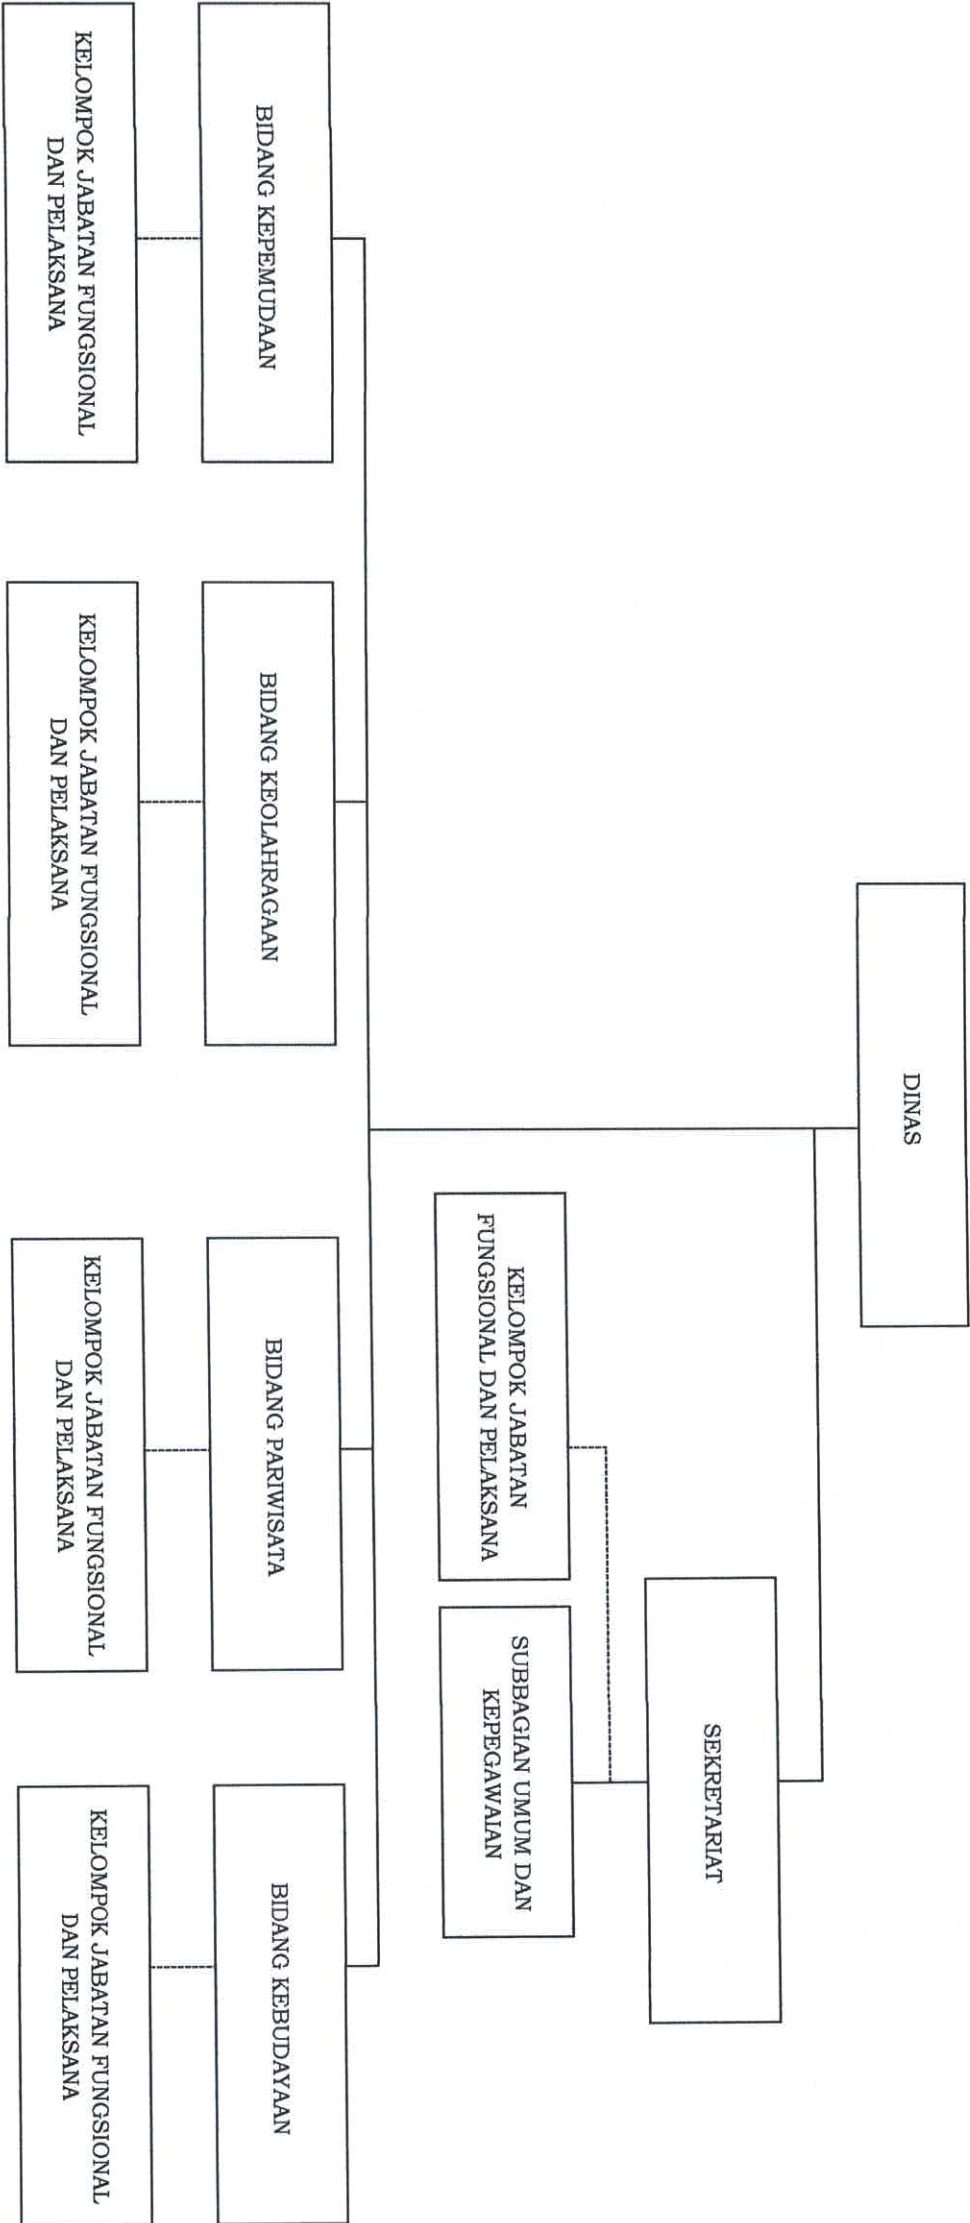 DINAS
SEKRETARIAT
KELOMPOK JABATAN
FUNGSIONAL DAN PELAKSANA
SUBBAGIAN UMUM DAN
KEPEGAWAIAN
BIDANG KEPEMUDAAN
BIDANG KEOLAHRAGAAN
BIDANG PARIWISATA
BIDANG KEBUDAYAAN
KELOMPOK JABATAN FUNGSIONAL
DAN PELAKSANA
KELOMPOK JABATAN FUNGSIONAL
DAN PELAKSANA
KELOMPOK JABATAN FUNGSIONAL
DAN PELAKSANA
KELOMPOK JABATAN FUNGSIONAL
DAN PELAKSANA